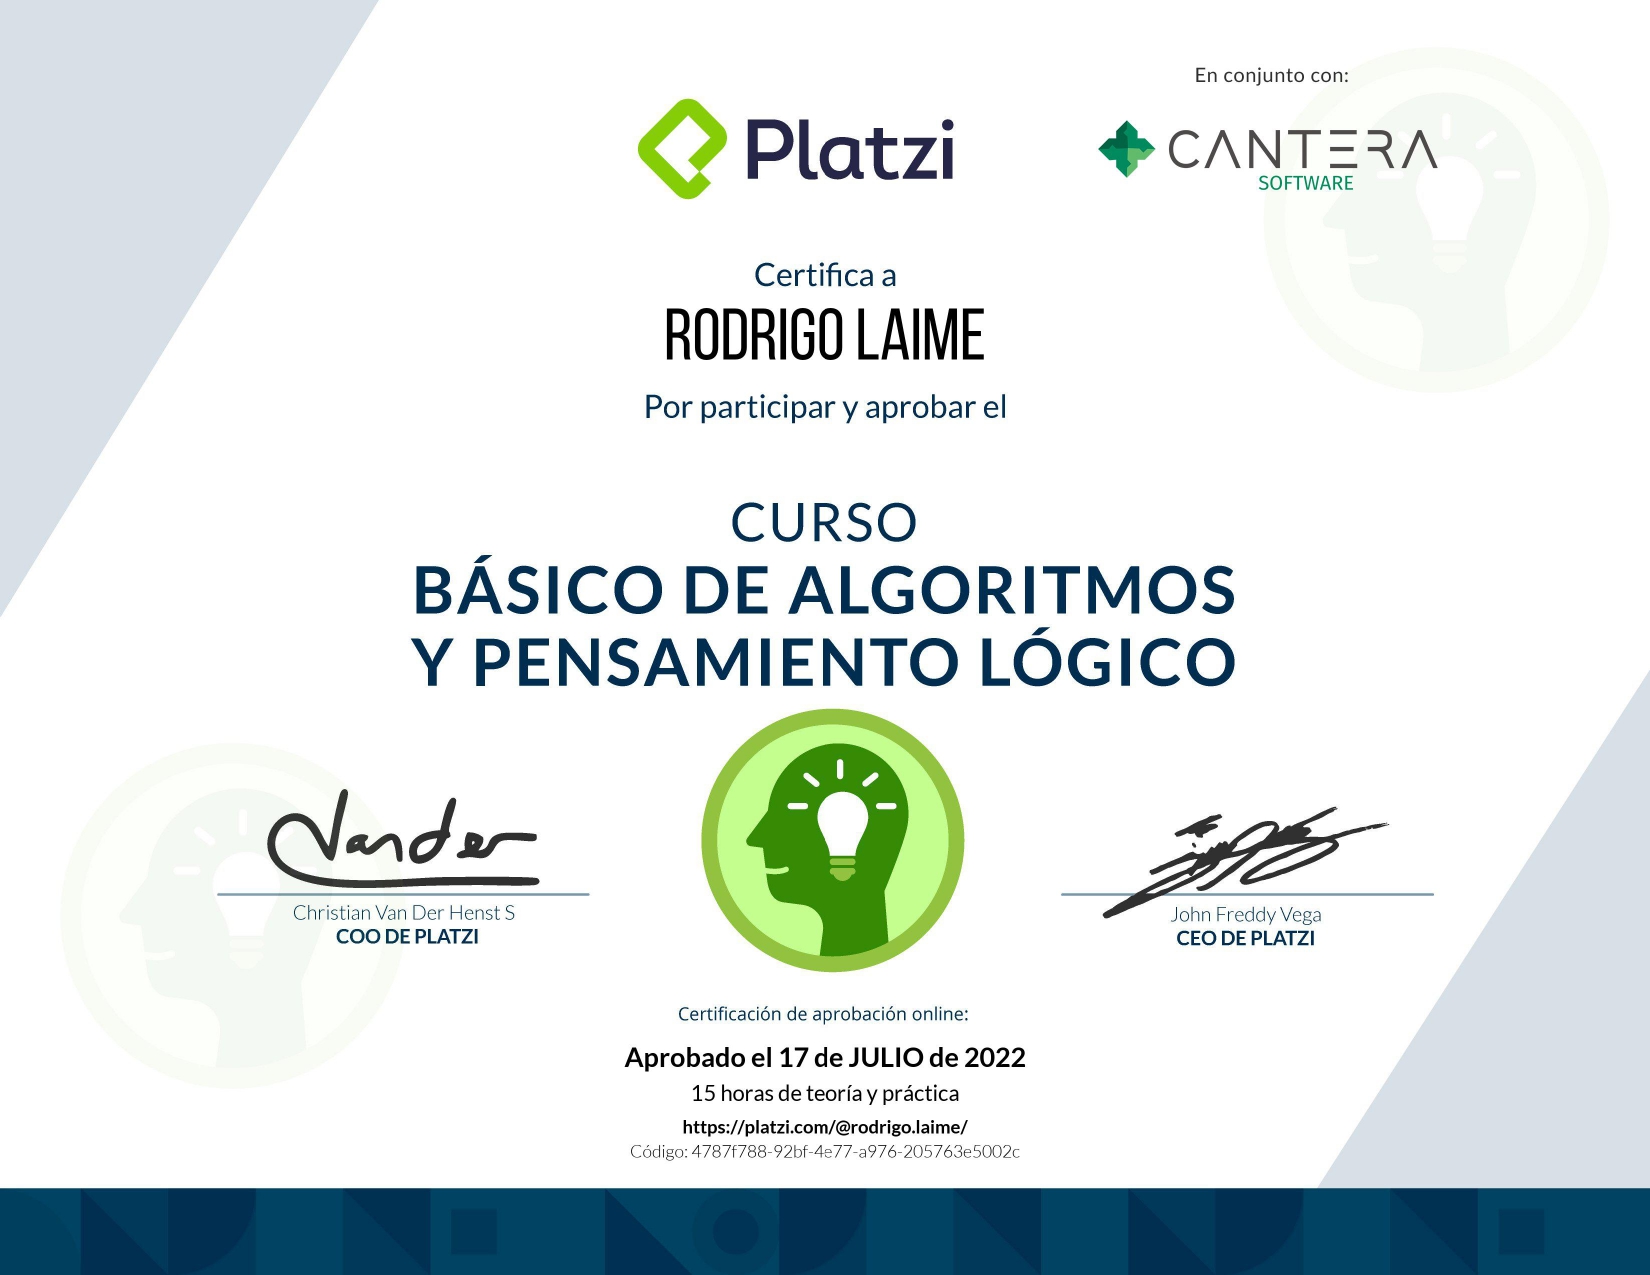 En conjunto con:
Platzi
CANTERA
SOFTWARE
Certifica a
RODRIGO LAIME
Por participar y aprobar el
CURSO
BÁSICO DE ALGORITMOS
Y PENSAMIENTO LÓGICO
Vander
Christian Van Der Henst S
COO DE PLATZI
John Freddy Vega
CEO DE PLATZI
Certificación de aprobación online:
Aprobado el 17 de JULIO de 2022
15 horas de teoría y práctica
https://platzi.com/@rodrigo.laime/
Código: 4787f788-92bf-4e77-a976-205763e5002c